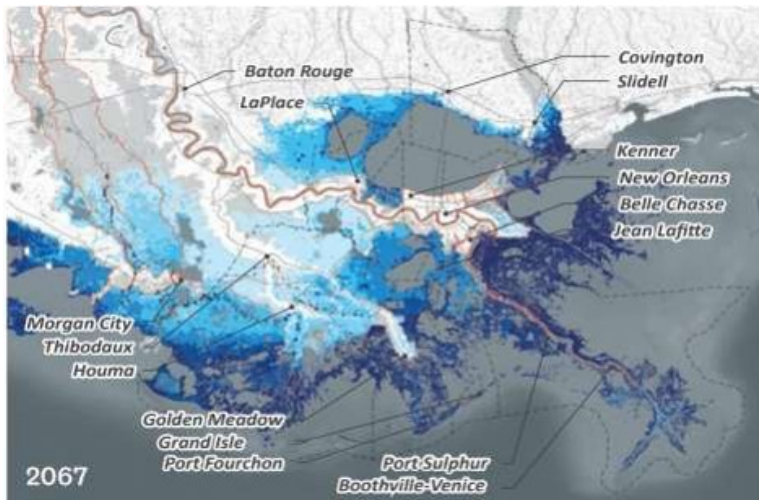 Baton Rouge
LaPlace
Covington
Slidell
Kenner
New Orleans
Belle Chasse
Jean Lafitte
Morgan City
Thibodaux
Houma
Golden Meadow
Grand Isle
Port Fourchon
Port Sulphur
Boothville-Venice
2067